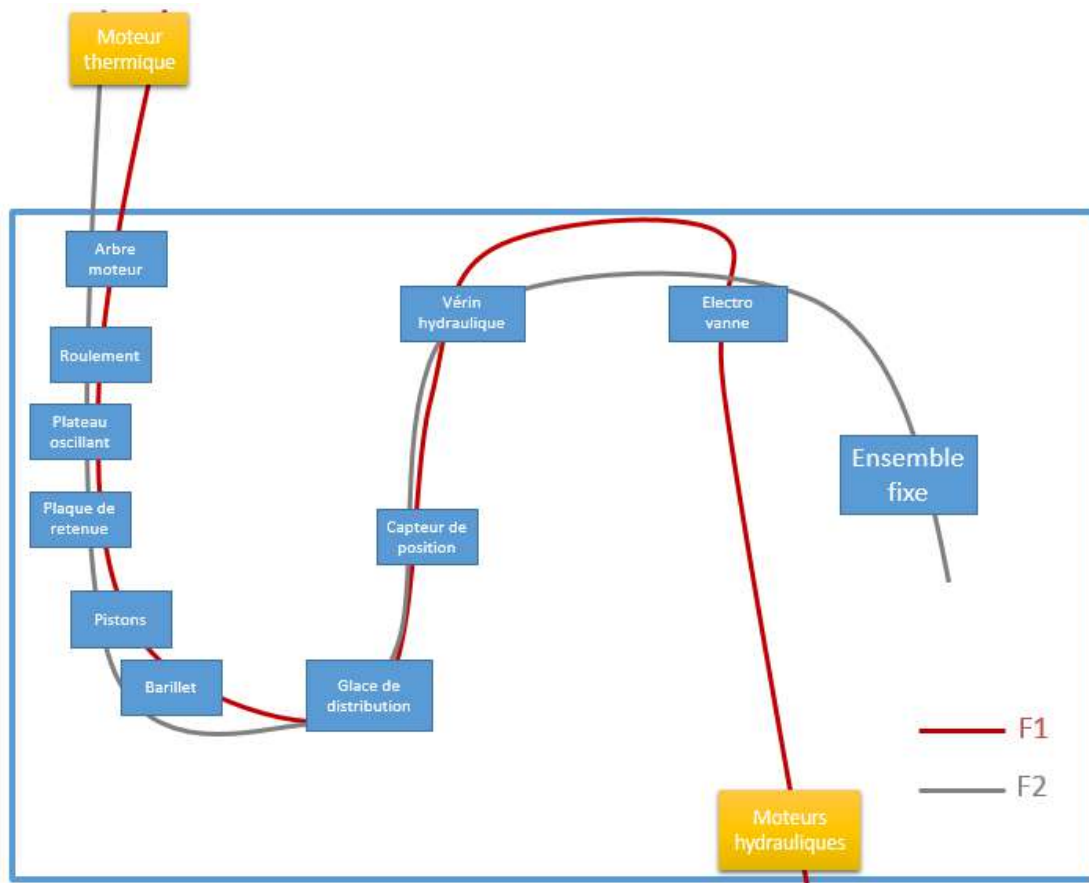 Moteur
thermique
Arbre
moteur
Roulement
Plateau
oscillant
Plaque de
retenue
Pistons
Barillet
Glace de
distribution
Capteur de
position
Vérin
hydraulique
Electro
vanne
Ensemble
fixe
F1
F2
Moteurs
hydrauliques